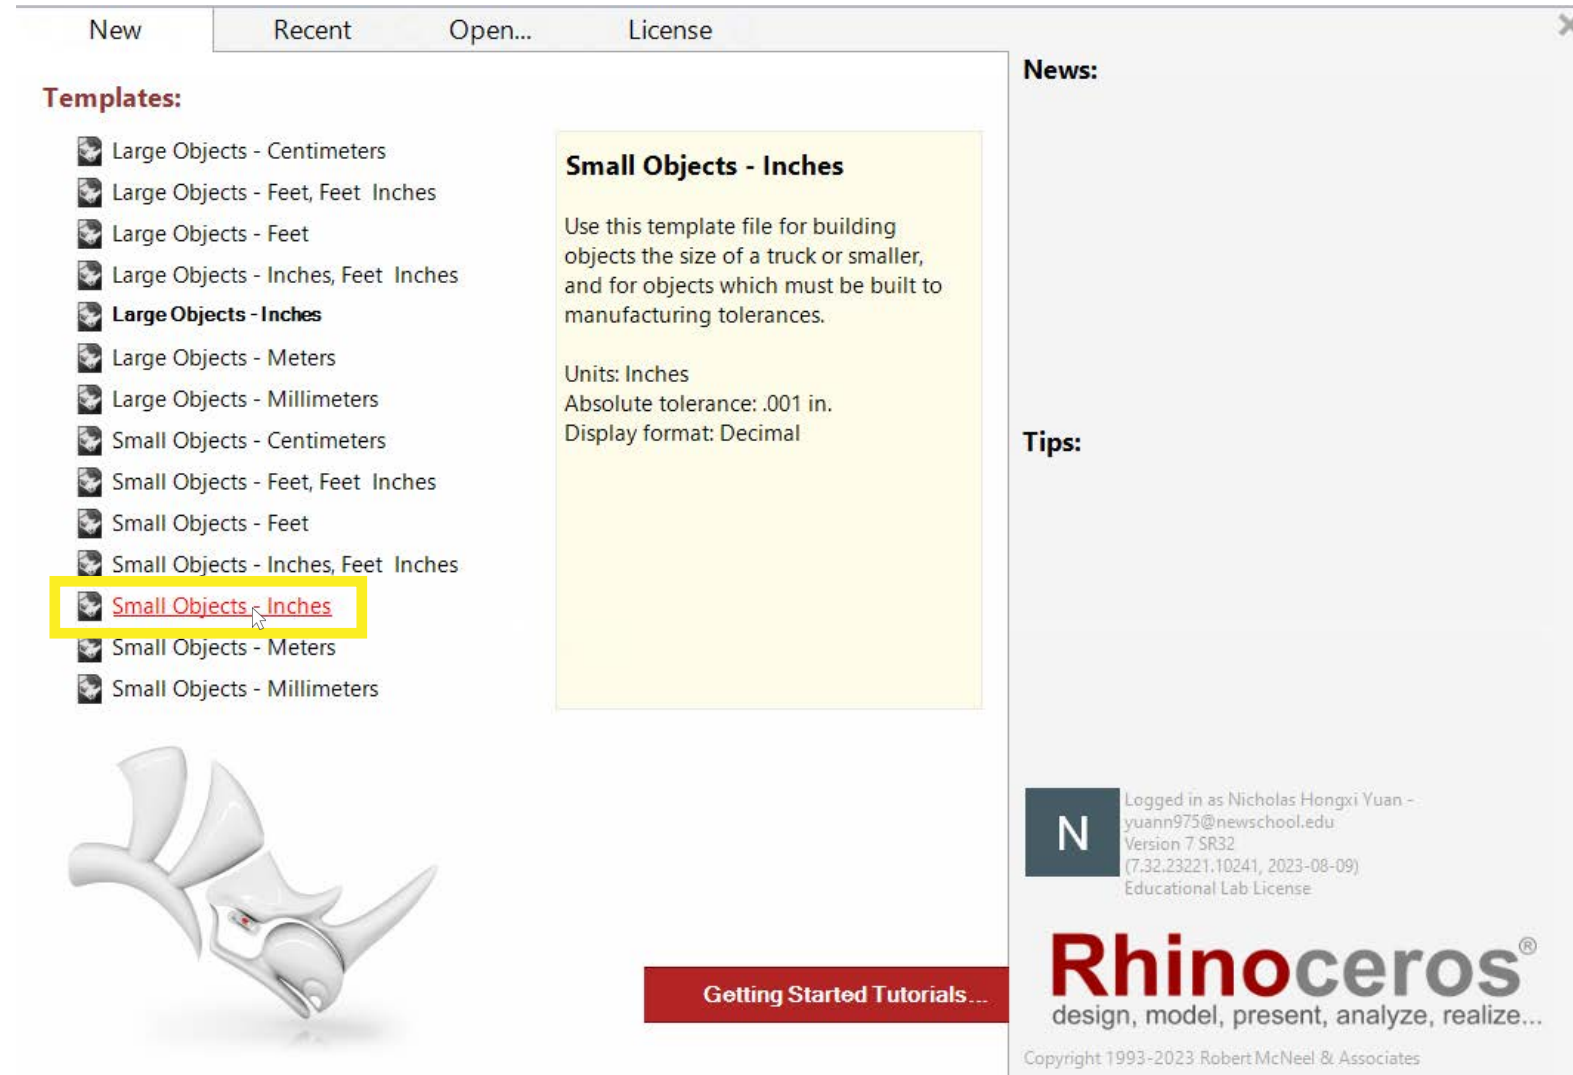 New
Recent
Open...
License
Templates:
Large Objects - Centimeters
Large Objects - Feet, Feet Inches
Large Objects - Feet
Large Objects - Inches, Feet Inches
Large Objects - Inches
Large Objects - Meters
Large Objects - Millimeters
Small Objects - Centimeters
Small Objects - Feet, Feet Inches
Small Objects - Feet
Small Objects - Inches, Feet Inches
Small Objects - Inches
Small Objects - Meters
Small Objects - Millimeters
Small Objects - Inches
Use this template file for building
objects the size of a truck or smaller,
and for objects which must be built to
manufacturing tolerances.
Units: Inches
Absolute tolerance: .001 in.
Display format: Decimal
Getting Started Tutorials...
News:
Tips:
N
Logged in as Nicholas Hongxi Yuan -
yuann975@newschool.edu
Version 7 SR32
(7.32.23221.10241, 2023-08-09)
Educational Lab License
Rhinoceros®
design, model, present, analyze, realize...
Copyright 1993-2023 Robert McNeel & Associates